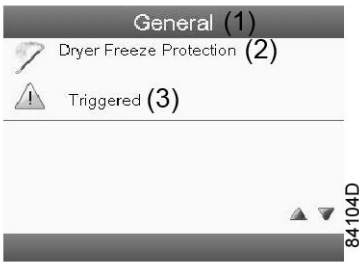 General (1)
Dryer Freeze Protection (2)
Triggered (3)
84104D